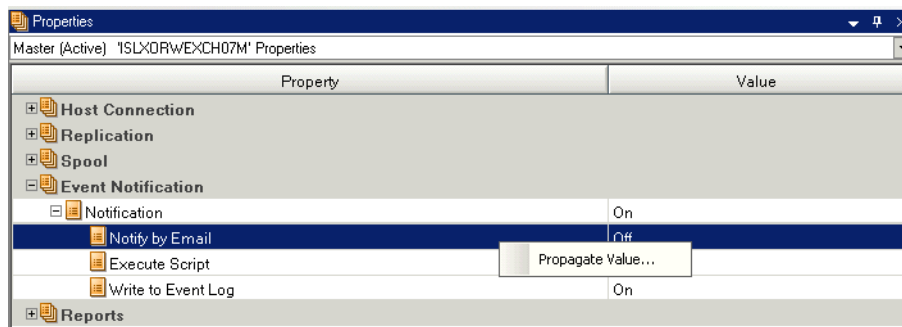 Properties
Master (Active) 'ISLXORWEXCH07M' Properties
Property Value
Host Connection
Replication
Spool
Event Notification
Notification On
Notify by Email Off
Execute Script Propagate Value...
Write to Event Log On
Reports